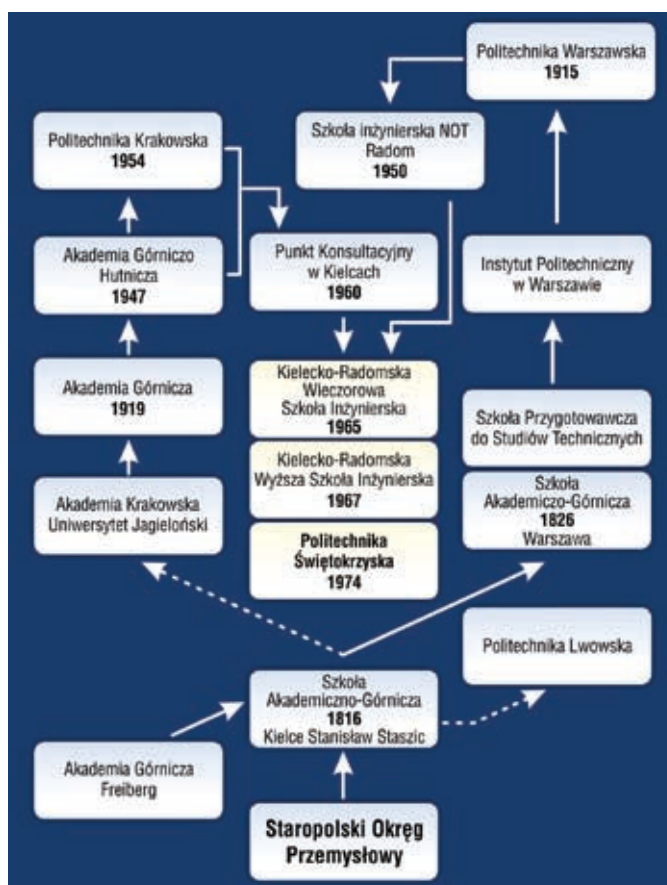 Politechnika Warszawska
1915
Szkoła inżynierska NOT
Radom
1950
Politechnika Krakowska
1954
Akademia Górniczo
Hutnicza
1947
Punkt Konsultacyjny
w Kielcach
1960
Instytut Politechniczny
w Warszawie
Akademia Górnicza
1919
Kielecko-Radomska
Wieczorowa
Szkoła Inżynierska
1965
Szkoła Przygotowawcza
do Studiów Technicznych
Kielecko-Radomska
Wyższa Szkoła Inżynierska
1967
Akademia Krakowska
Uniwersytet Jagieloński
Szkoła
Akademiczo-Górnicza
1826
Warszawa
Politechnika
Świętokrzyska
1974
Politechnika Lwowska
Szkoła
Akademiczno-Górnicza
1816
Kielce Stanisław Staszic
Akademia Górnicza
Freiberg
Staropolski Okręg
Przemysłowy